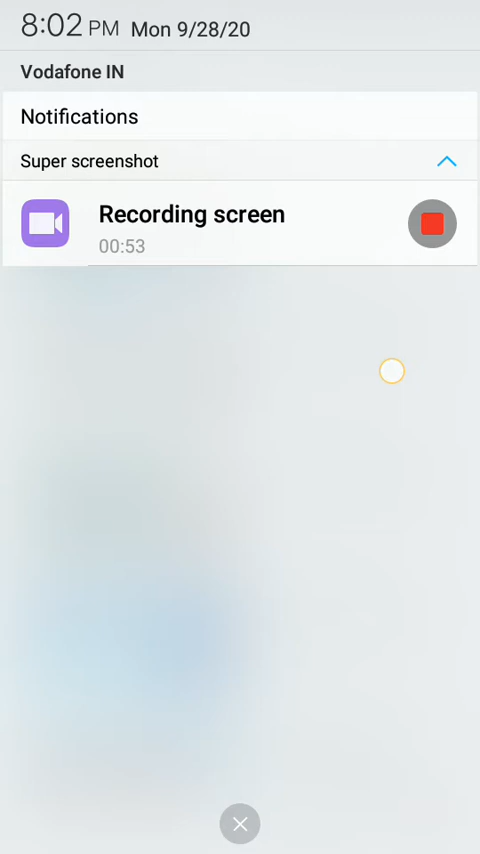 8:02 PM Mon 9/28/20
Vodafone IN
Notifications
Super screenshot
Recording screen
00:53